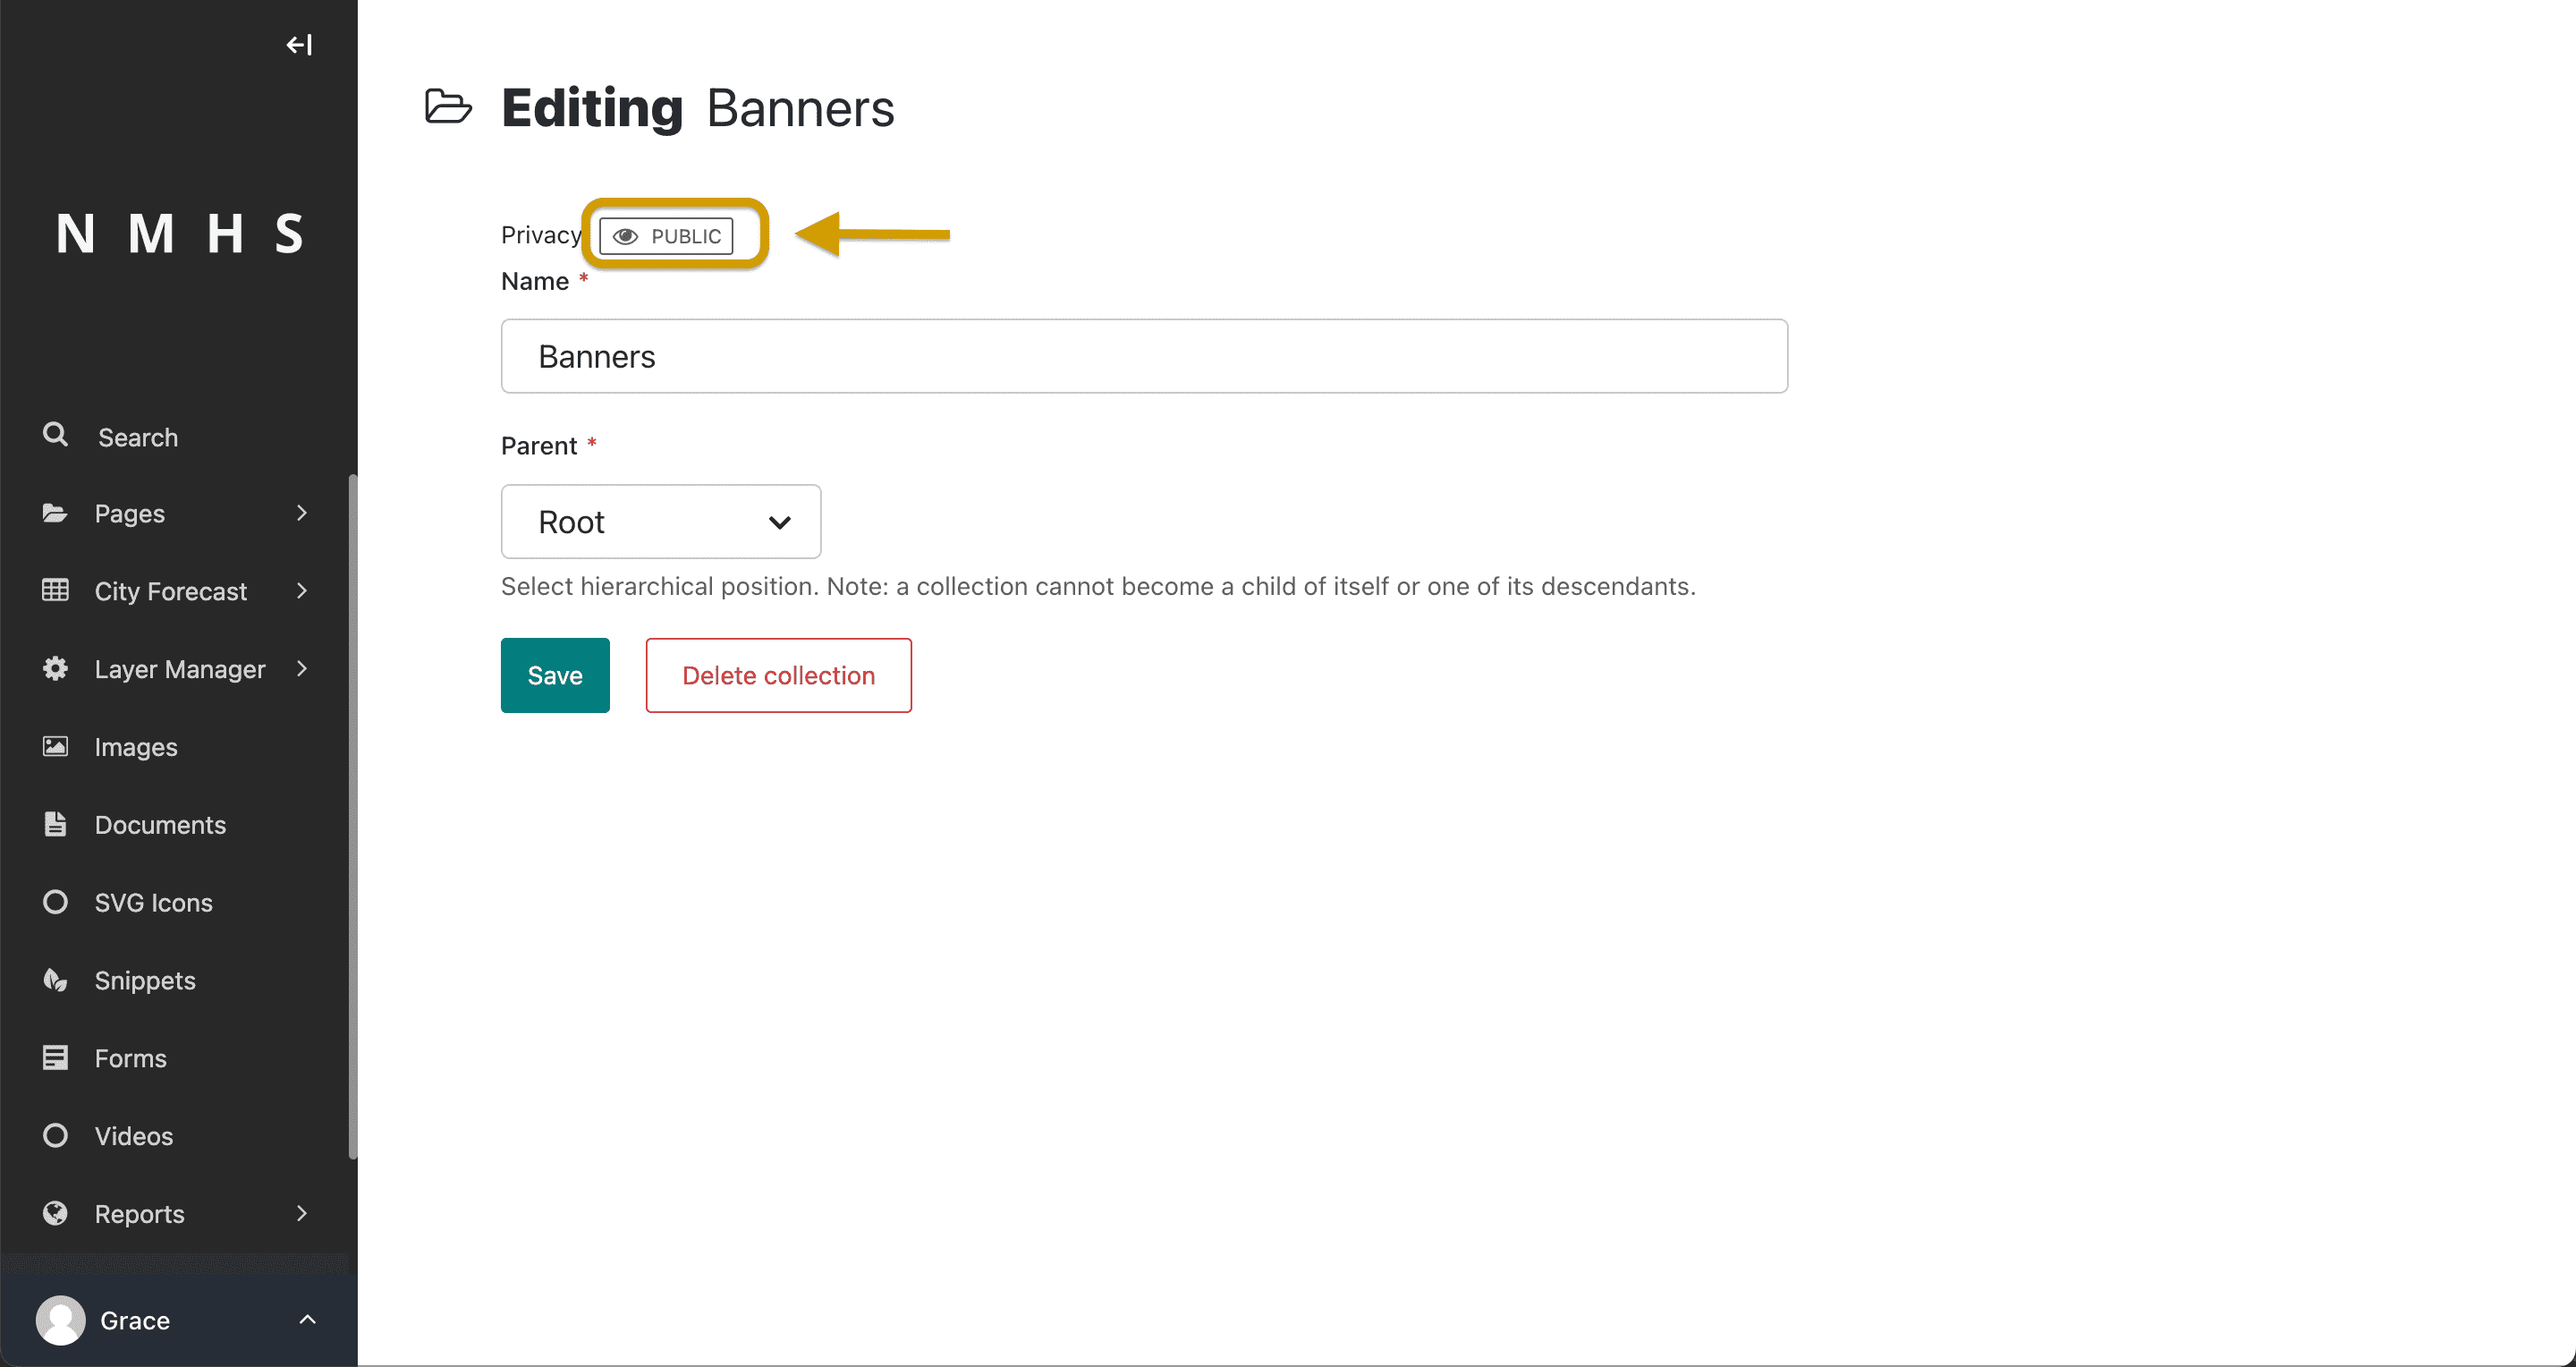 N M H S
Search
Pages
City Forecast
Layer Manager
Images
Documents
SVG Icons
Snippets
Forms
Videos
Reports
Grace
Editing Banners
Privacy PUBLIC
Name *
Banners
Parent *
Root
Select hierarchical position. Note: a collection cannot become a child of itself or one of its descendants.
Save Delete collection